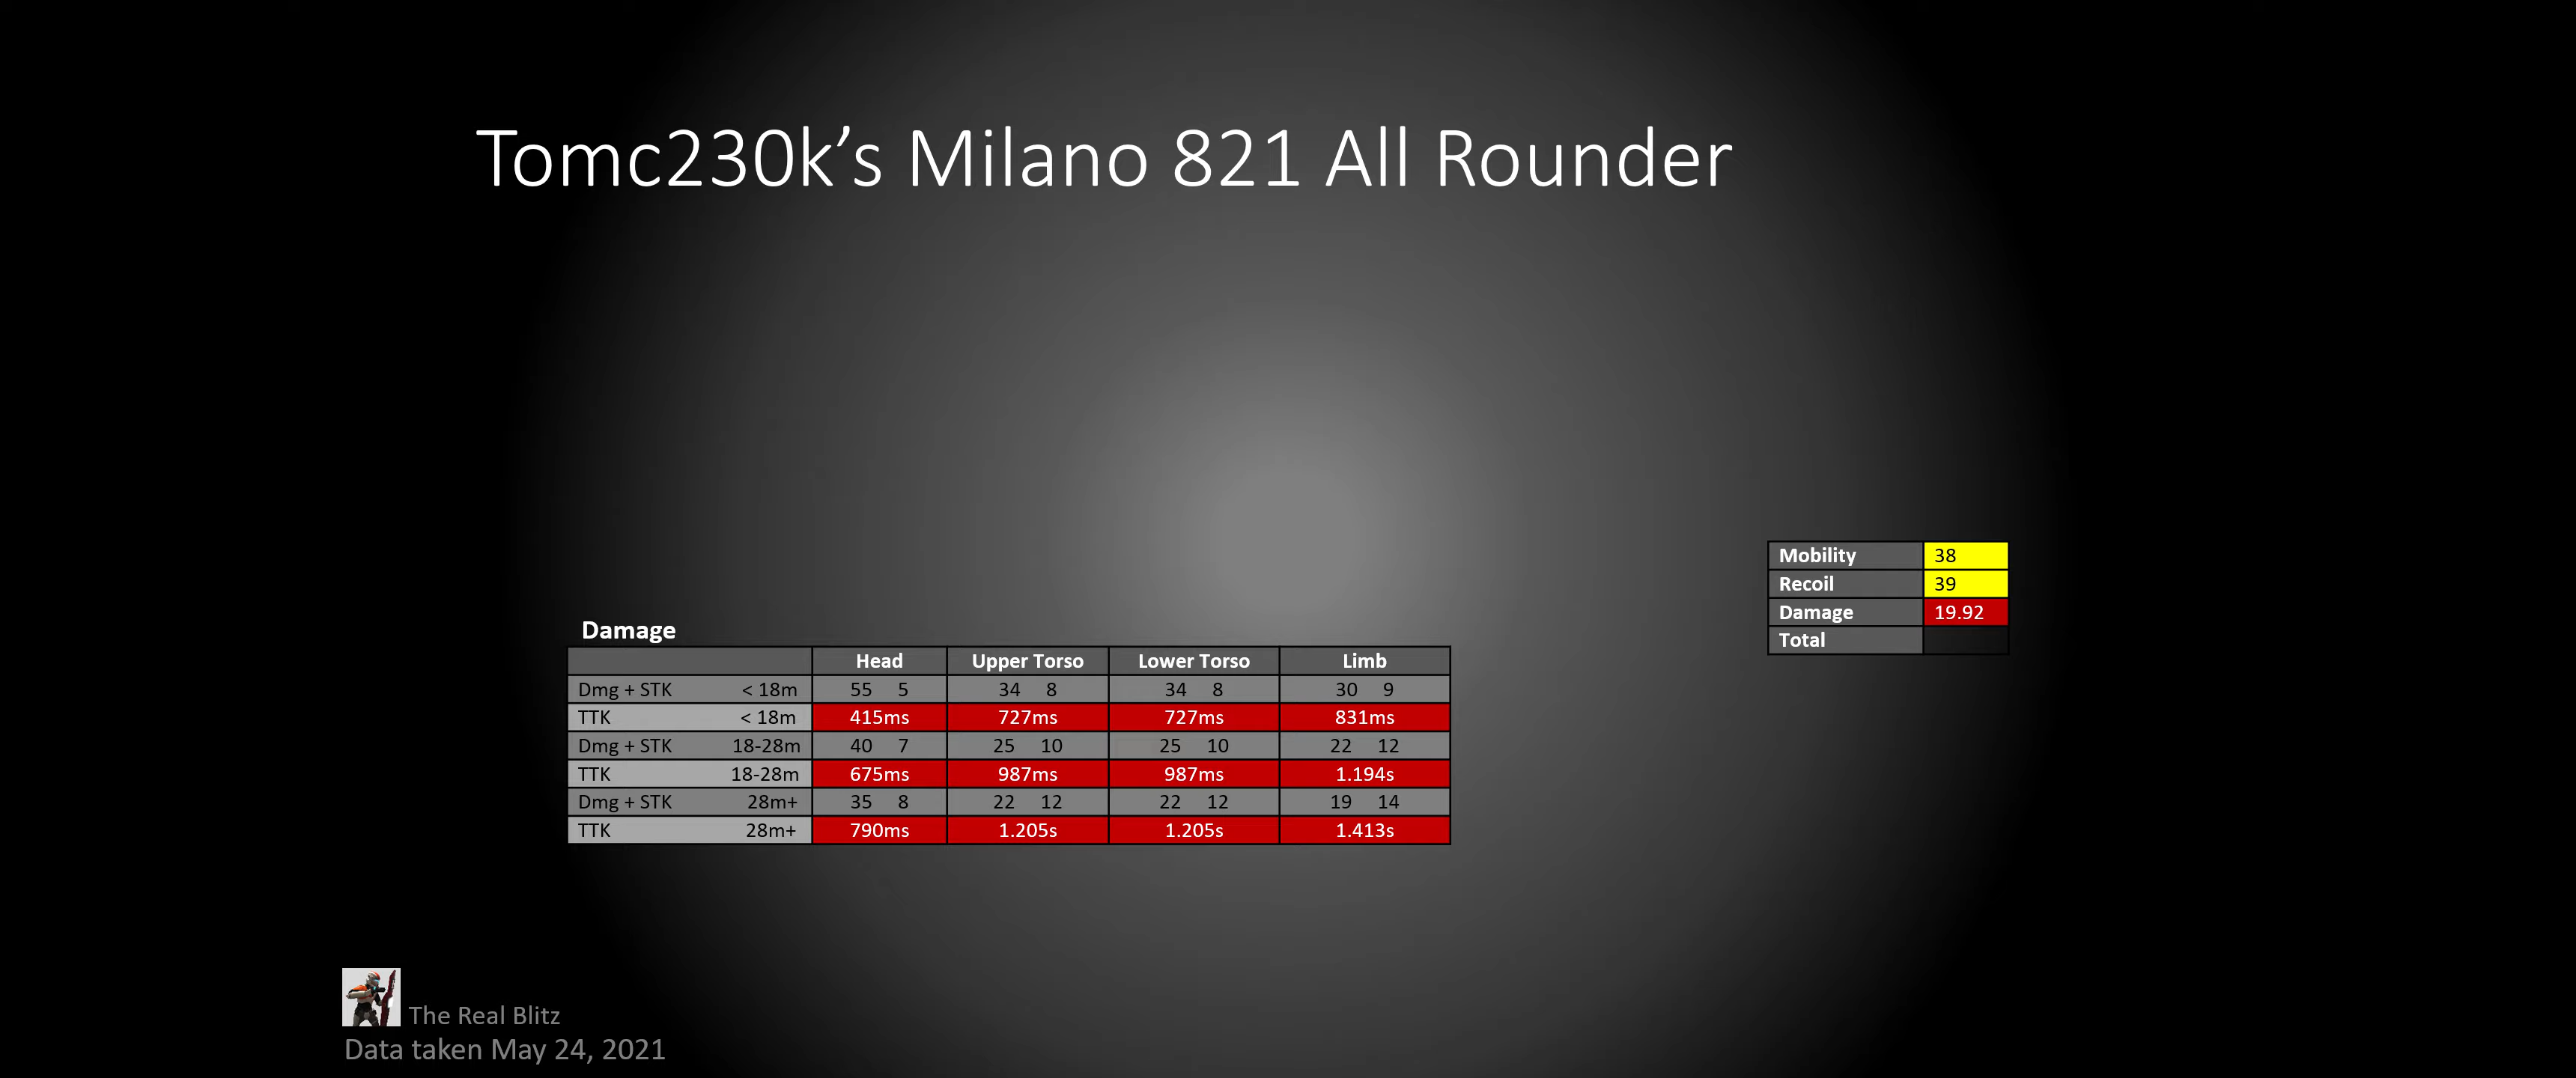 Tomc230k’s Milano 821 All Rounder
Mobility 38
Recoil 39
Damage 19.92
Total
Damage
Head Upper Torso Lower Torso Limb
Dmg + STK < 18m 55 5 34 8 34 8 30 9
TTK < 18m 415ms 727ms 727ms 831ms
Dmg + STK 18-28m 40 7 25 10 25 10 22 12
TTK 18-28m 675ms 987ms 987ms 1.194s
Dmg + STK 28m+ 35 8 22 12 22 12 19 14
TTK 28m+ 790ms 1.205s 1.205s 1.413s
The Real Blitz
Data taken May 24, 2021